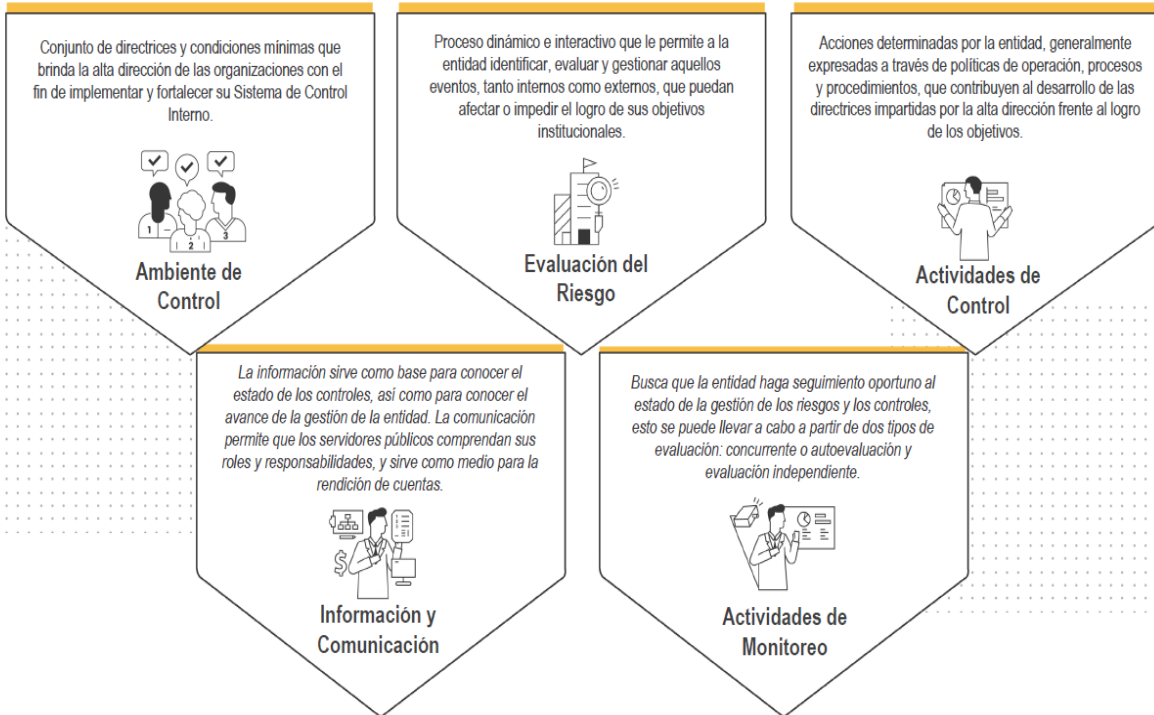 Conjunto de directrices y condiciones mínimas que
brinda la alta dirección de las organizaciones con el
fin de implementar y fortalecer su Sistema de Control
Interno.
1
2
3
Ambiente de
Control
Proceso dinámico e interactivo que le permite a la
entidad identificar, evaluar y gestionar aquellos
eventos, tanto internos como externos, que puedan
afectar o impedir el logro de sus objetivos
institucionales.
Evaluación del
Riesgo
Acciones determinadas por la entidad, generalmente
expresadas a través de políticas de operación, procesos
y procedimientos, que contribuyen al desarrollo de las
directrices impartidas por la alta dirección frente al logro
de los objetivos.
Actividades de
Control
La información sirve como base para conocer el
estado de los controles, así como para conocer el
avance de la gestión de la entidad. La comunicación
permite que los servidores públicos comprendan sus
roles y responsabilidades, y sirve como medio para la
rendición de cuentas.
$
Información y
Comunicación
Busca que la entidad haga seguimiento oportuno al
estado de la gestión de los riesgos y los controles,
esto se puede llevar a cabo a partir de dos tipos de
evaluación: concurrente o autoevaluación y
evaluación independiente.
Actividades de
Monitoreo